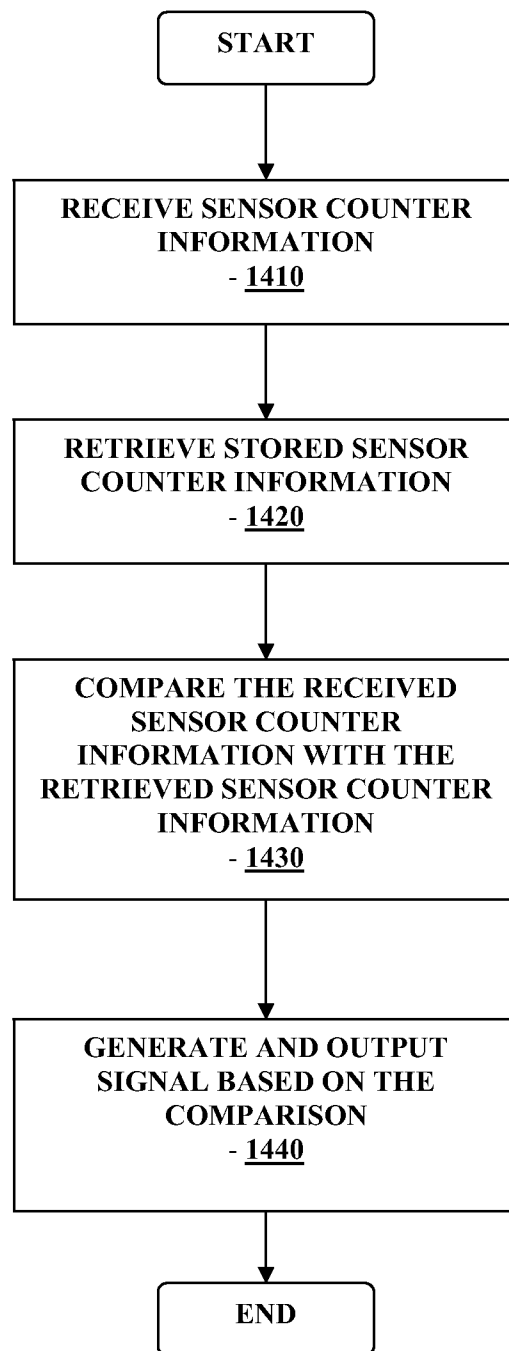 START
RECEIVE SENSOR COUNTER
INFORMATION
- 1410
RETRIEVE STORED SENSOR
COUNTER INFORMATION
- 1420
COMPARE THE RECEIVED
SENSOR COUNTER
INFORMATION WITH THE
RETRIEVED SENSOR COUNTER
INFORMATION
- 1430
GENERATE AND OUTPUT
SIGNAL BASED ON THE
COMPARISON
- 1440
END